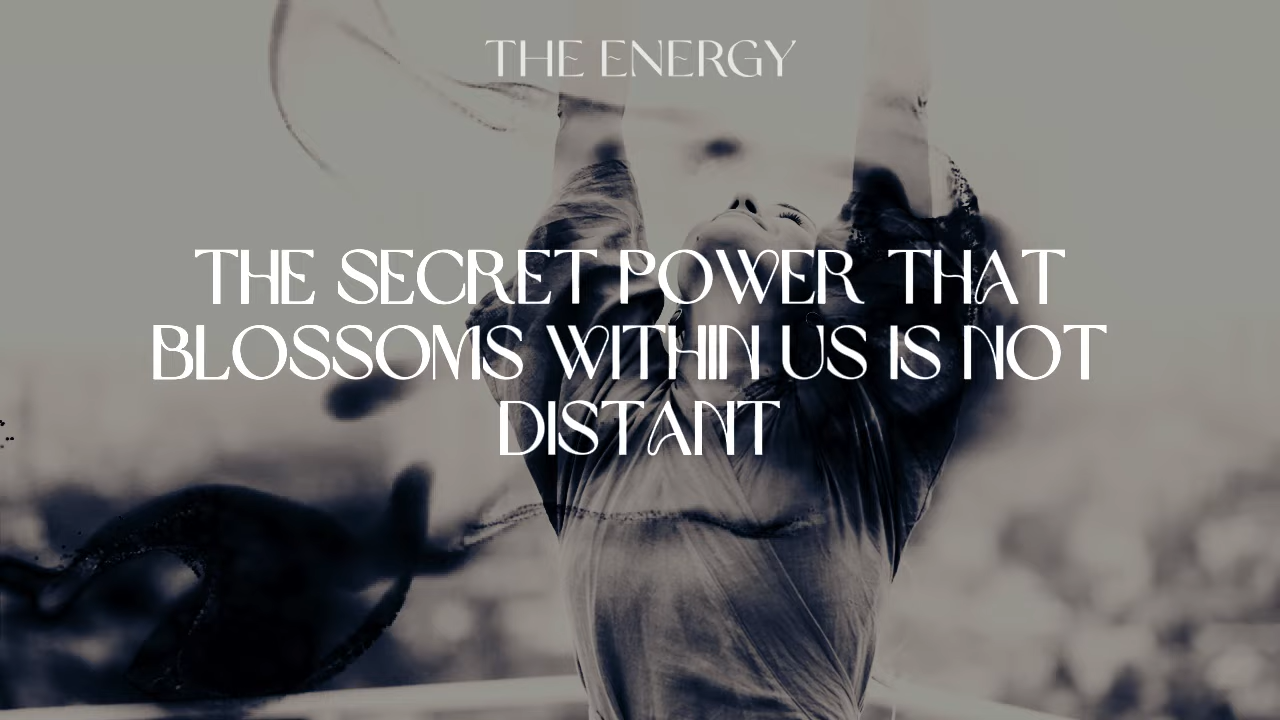 THE ENERGY
THE SECRET POWER THAT
BLOSSOMS WITHIN US IS NOT
DISTANT